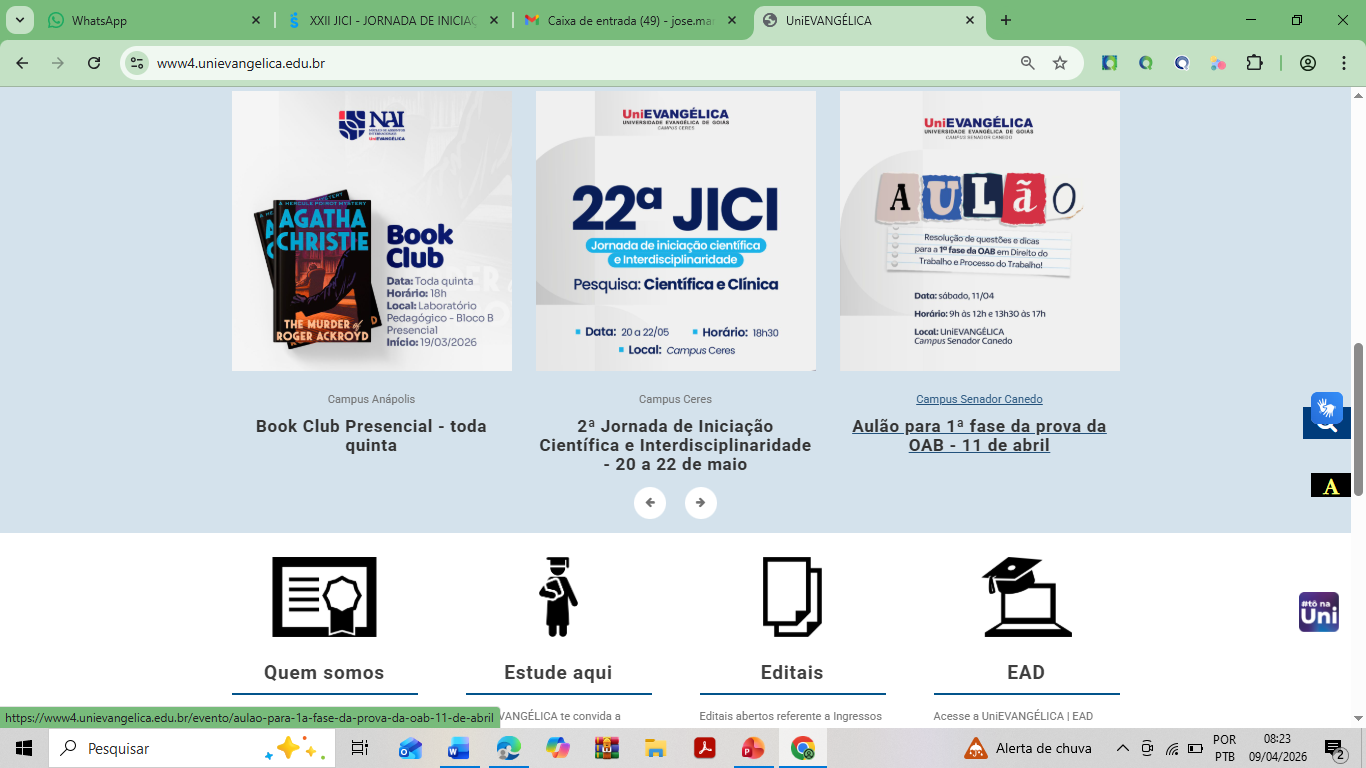 WhatsApp
XXII JICI - JORNADA DE INICIAÇ
Caixa de entrada (49) - jose.mar
UniEVANGÉLICA
www4.unievangelica.edu.br
NAI
UniEVANGÉLICA
AGATHA
CHRISTIE
THE MURDER of
ROGER ACKROYD
Book
Club
Data: Toda quinta
Horário: 18h
Local: Laboratório
Pedagógico - Bloco B
Presencial
Início: 19/03/2026
UniEVANGÉLICA
UNIVERSIDADE EVANGÉLICA DE GOIÁS
CAMPUS CERES
22ª JICI
Jornada de iniciação científica
e Interdisciplinaridade
Pesquisa: Científica e Clínica
Data: 20 a 22/05 Horário: 18h30
Local: Campus Ceres
UniEVANGÉLICA
UNIVERSIDADE EVANGÉLICA DE GOIÁS
CAMPUS SENADOR CANEDO
AULãO
Resolução de questões e dicas
para a 1ª fase da OAB em Direito do
Trabalho e Processo do Trabalho!
Data: sábado, 11/04
Horário: 9h às 12h e 13h30 às 17h
Local: UniEVANGÉLICA
Campus Senador Canedo
Campus Anápolis
Book Club Presencial - toda
quinta
Campus Ceres
2ª Jornada de Iniciação
Científica e Interdisciplinaridade
- 20 a 22 de maio
Campus Senador Canedo
Aulão para 1ª fase da prova da
OAB - 11 de abril
A
#tô na
Uni
Quem somos
Estude aqui
Editais
EAD
VANGÉLICA te convida a
Editais abertos referente a Ingressos
Acesse a UniEVANGÉLICA | EAD
https://www4.unievangelica.edu.br/evento/aulao-para-1a-fase-da-prova-da-oab-11-de-abril
Pesquisar
Alerta de chuva
POR
PTB
08:23
09/04/2026
2